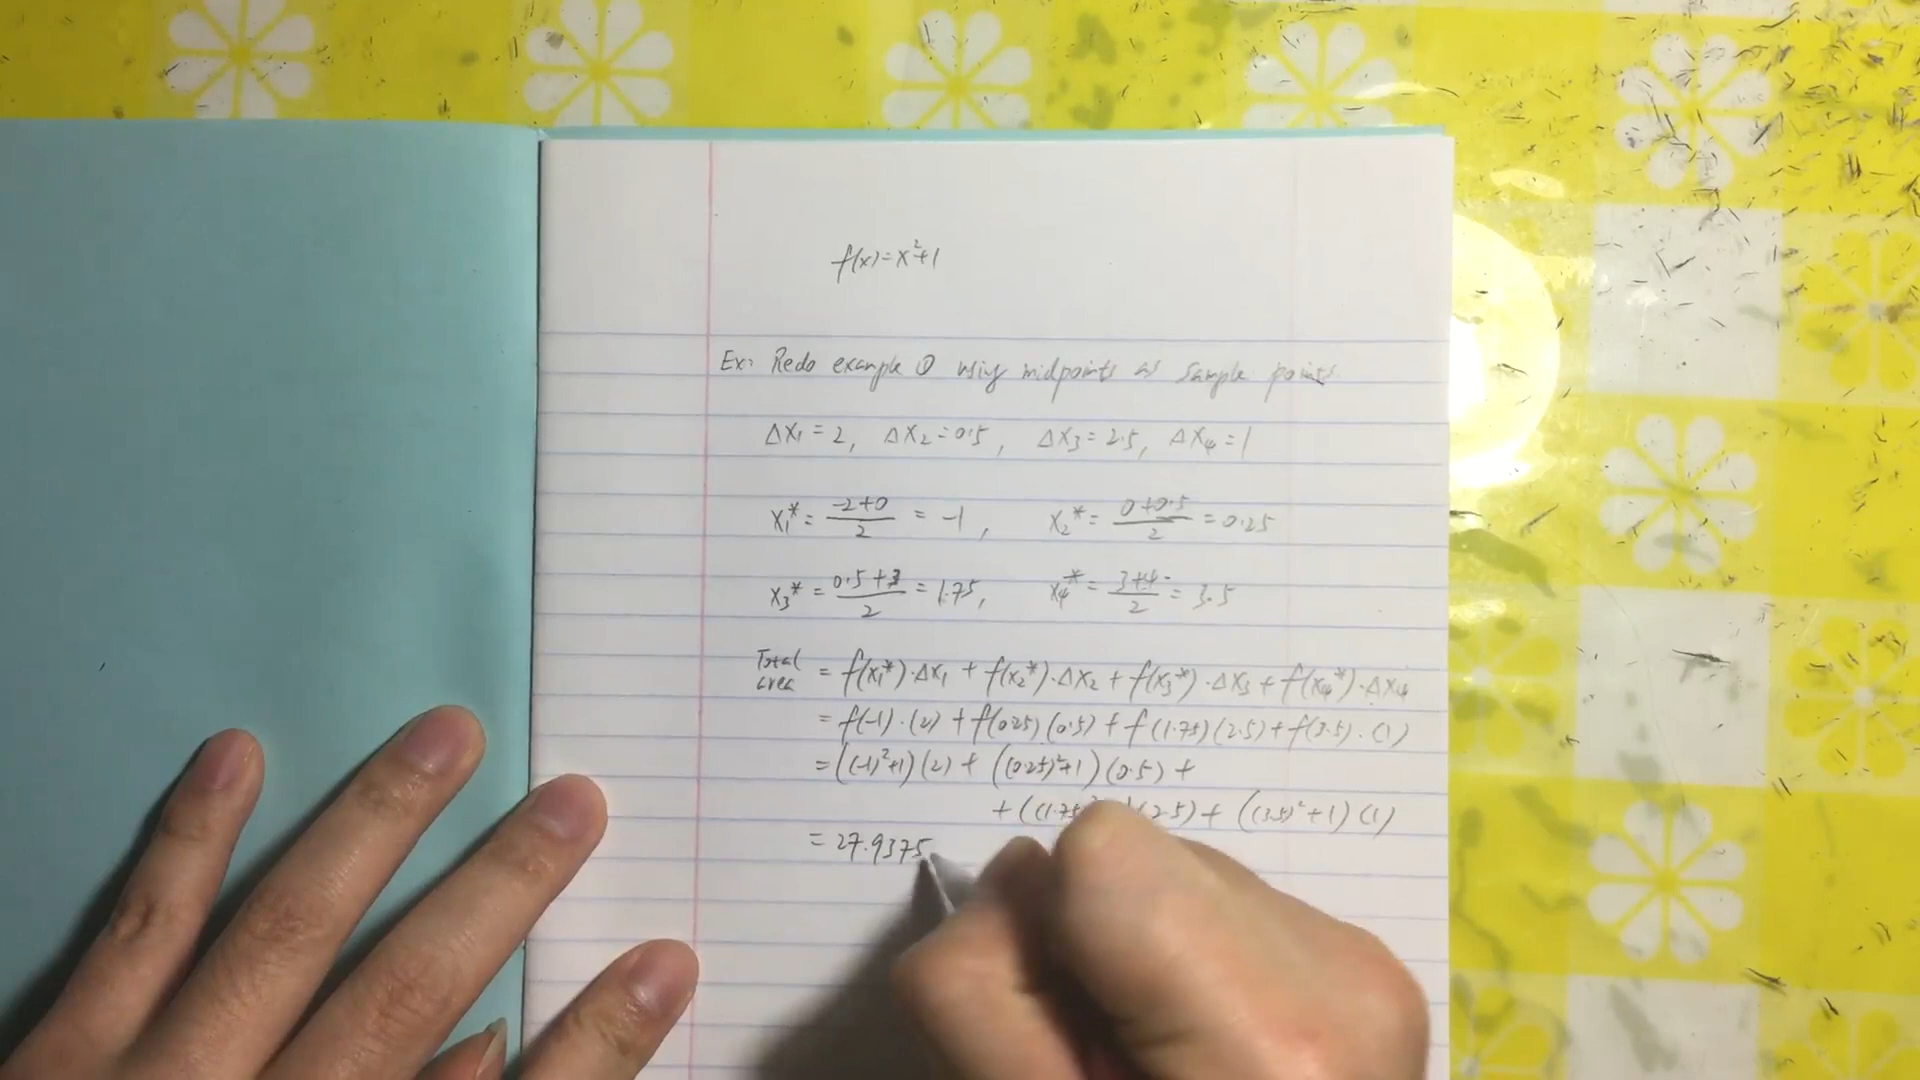 f(x)=x²+1
Ex: Redo example ① using midpoints as sample points
Δx₁ = 2, Δx₂ = 0.5, Δx₃ = 2.5, Δx₄ = 1
x₁* = (-2+0)/2 = -1, x₂* = (0+0.5)/2 = 0.25
x₃* = (0.5+3)/2 = 1.75, x₄* = (3+4)/2 = 3.5
Total area = f(x₁*)·Δx₁ + f(x₂*)·Δx₂ + f(x₃*)·Δx₃ + f(x₄*)·Δx₄
= f(-1)·(2) + f(0.25)(0.5) + f(1.75)(2.5) + f(3.5)·(1)
= ((-1)²+1)(2) + ((0.25)²+1)(0.5) +
+ ((1.75 2.5) + ((3.5)²+1)(1)
= 27.9375